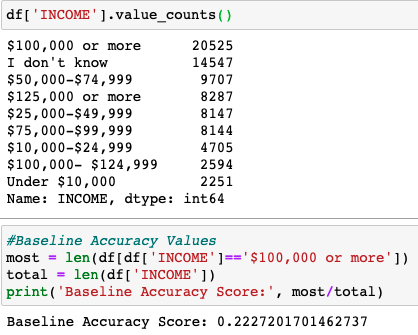 df['INCOME'].value_counts()
$100,000 or more 20525
I don't know 14547
$50,000-$74,999 9707
$125,000 or more 8287
$25,000-$49,999 8147
$75,000-$99,999 8144
$10,000-$24,999 4705
$100,000- $124,999 2594
Under $10,000 2251
Name: INCOME, dtype: int64
#Baseline Accuracy Values
most = len(df[df['INCOME']=='$100,000 or more'])
total = len(df['INCOME'])
print('Baseline Accuracy Score:', most/total)
Baseline Accuracy Score: 0.2227201701462737